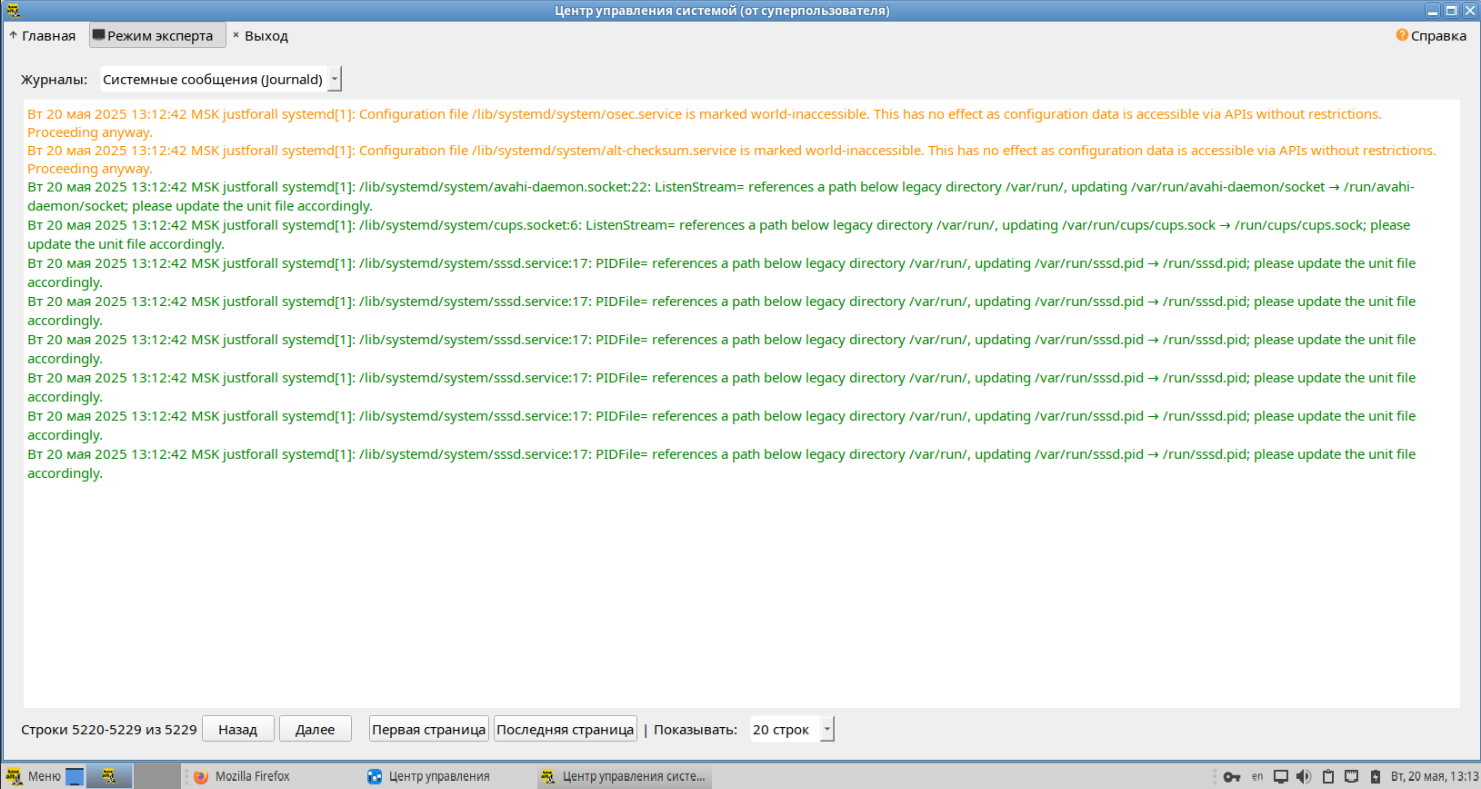 Центр управления системой (от суперпользователя)
Главная Режим эксперта Выход Справка
Журналы: Системные сообщения (Journald)
Вт 20 мая 2025 13:12:42 MSK justforall systemd[1]: Configuration file /lib/systemd/system/osec.service is marked world-inaccessible. This has no effect as configuration data is accessible via APIs without restrictions.
Proceeding anyway.
Вт 20 мая 2025 13:12:42 MSK justforall systemd[1]: Configuration file /lib/systemd/system/alt-checksum.service is marked world-inaccessible. This has no effect as configuration data is accessible via APIs without restrictions.
Proceeding anyway.
Вт 20 мая 2025 13:12:42 MSK justforall systemd[1]: /lib/systemd/system/avahi-daemon.socket:22: ListenStream= references a path below legacy directory /var/run/, updating /var/run/avahi-daemon/socket → /run/avahi-
daemon/socket; please update the unit file accordingly.
Вт 20 мая 2025 13:12:42 MSK justforall systemd[1]: /lib/systemd/system/cups.socket:6: ListenStream= references a path below legacy directory /var/run/, updating /var/run/cups/cups.sock → /run/cups/cups.sock; please
update the unit file accordingly.
Вт 20 мая 2025 13:12:42 MSK justforall systemd[1]: /lib/systemd/system/sssd.service:17: PIDFile= references a path below legacy directory /var/run/, updating /var/run/sssd.pid → /run/sssd.pid; please update the unit file
accordingly.
Вт 20 мая 2025 13:12:42 MSK justforall systemd[1]: /lib/systemd/system/sssd.service:17: PIDFile= references a path below legacy directory /var/run/, updating /var/run/sssd.pid → /run/sssd.pid; please update the unit file
accordingly.
Вт 20 мая 2025 13:12:42 MSK justforall systemd[1]: /lib/systemd/system/sssd.service:17: PIDFile= references a path below legacy directory /var/run/, updating /var/run/sssd.pid → /run/sssd.pid; please update the unit file
accordingly.
Вт 20 мая 2025 13:12:42 MSK justforall systemd[1]: /lib/systemd/system/sssd.service:17: PIDFile= references a path below legacy directory /var/run/, updating /var/run/sssd.pid → /run/sssd.pid; please update the unit file
accordingly.
Вт 20 мая 2025 13:12:42 MSK justforall systemd[1]: /lib/systemd/system/sssd.service:17: PIDFile= references a path below legacy directory /var/run/, updating /var/run/sssd.pid → /run/sssd.pid; please update the unit file
accordingly.
Вт 20 мая 2025 13:12:42 MSK justforall systemd[1]: /lib/systemd/system/sssd.service:17: PIDFile= references a path below legacy directory /var/run/, updating /var/run/sssd.pid → /run/sssd.pid; please update the unit file
accordingly.
Строки 5220-5229 из 5229 Назад Далее Первая страница Последняя страница | Показывать: 20 строк
Меню Mozilla Firefox Центр управления Центр управления систе... en Вт, 20 мая, 13:13